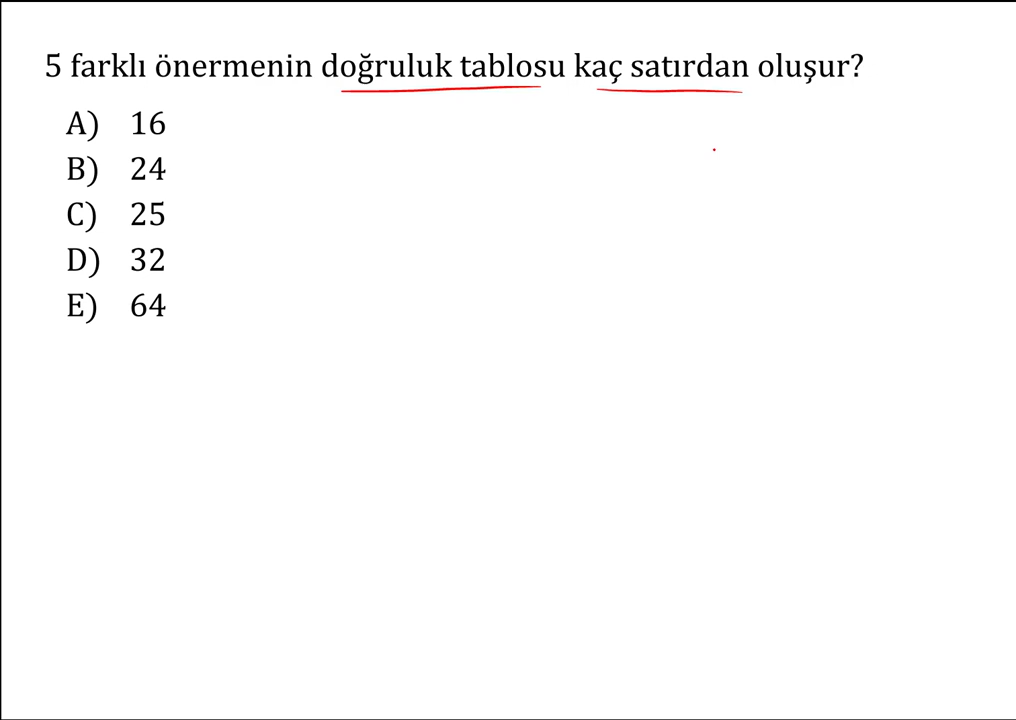 5 farklı önermenin doğruluk tablosu kaç satırdan oluşur?
A) 16
B) 24
C) 25
D) 32
E) 64